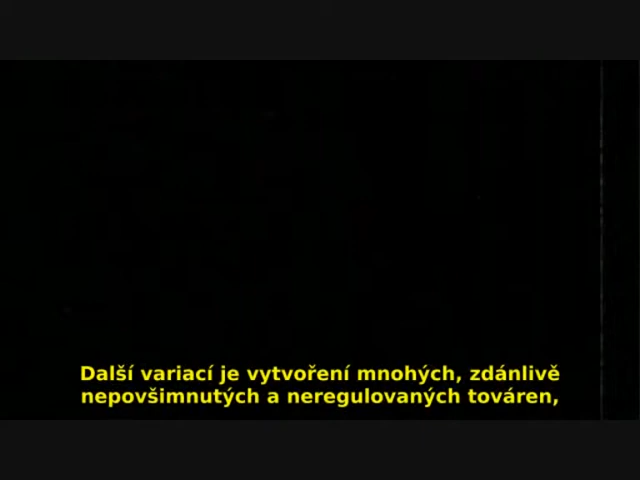 Další variací je vytvoření mnohých, zdánlivě
nepovšimnutých a neregulovaných továren,